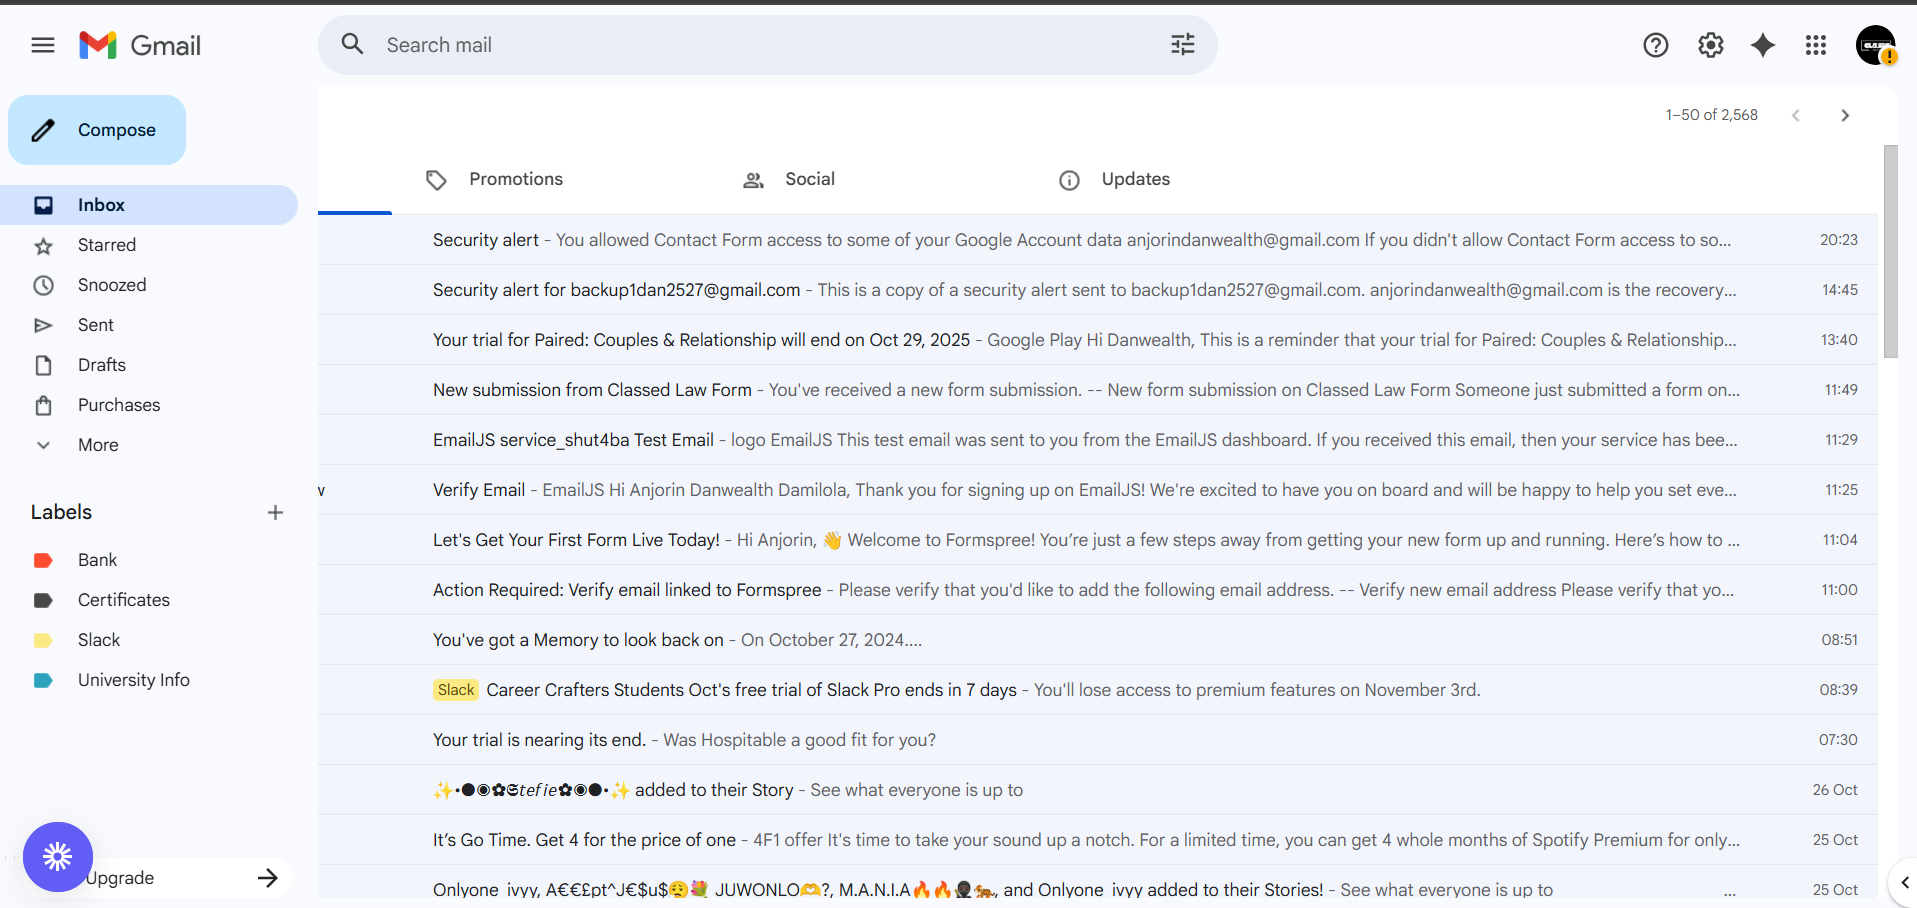 Gmail
Search mail
Compose
1–50 of 2,568
Inbox
Starred
Snoozed
Sent
Drafts
Purchases
More
Labels
Bank
Certificates
Slack
University Info
Upgrade
Promotions
Social
Updates
Security alert - You allowed Contact Form access to some of your Google Account data anjorindanwealth@gmail.com If you didn't allow Contact Form access to so... 20:23
Security alert for backup1dan2527@gmail.com - This is a copy of a security alert sent to backup1dan2527@gmail.com. anjorindanwealth@gmail.com is the recovery... 14:45
Your trial for Paired: Couples & Relationship will end on Oct 29, 2025 - Google Play Hi Danwealth, This is a reminder that your trial for Paired: Couples & Relationship... 13:40
New submission from Classed Law Form - You've received a new form submission. -- New form submission on Classed Law Form Someone just submitted a form on... 11:49
EmailJS service_shut4ba Test Email - logo EmailJS This test email was sent to you from the EmailJS dashboard. If you received this email, then your service has bee... 11:29
Verify Email - EmailJS Hi Anjorin Danwealth Damilola, Thank you for signing up on EmailJS! We're excited to have you on board and will be happy to help you set eve... 11:25
Let's Get Your First Form Live Today! - Hi Anjorin, 👋 Welcome to Formspree! You’re just a few steps away from getting your new form up and running. Here’s how to ... 11:04
Action Required: Verify email linked to Formspree - Please verify that you'd like to add the following email address. -- Verify new email address Please verify that yo... 11:00
You've got a Memory to look back on - On October 27, 2024.... 08:51
Slack Career Crafters Students Oct's free trial of Slack Pro ends in 7 days - You'll lose access to premium features on November 3rd. 08:39
Your trial is nearing its end. - Was Hospitable a good fit for you? 07:30
✨•●◉✿𝕾𝘵𝘦𝘧𝘪𝘦✿◉●•✨ added to their Story - See what everyone is up to 26 Oct
It’s Go Time. Get 4 for the price of one - 4F1 offer It's time to take your sound up a notch. For a limited time, you can get 4 whole months of Spotify Premium for only... 25 Oct
Onlyone_ivyy, A€€£pt^J€$u$😮‍💨💐 JUWONLO🫶?, M.A.N.I.A🔥🔥🥷🏿🐅, and Onlyone_ivyy added to their Stories! - See what everyone is up to ... 25 Oct